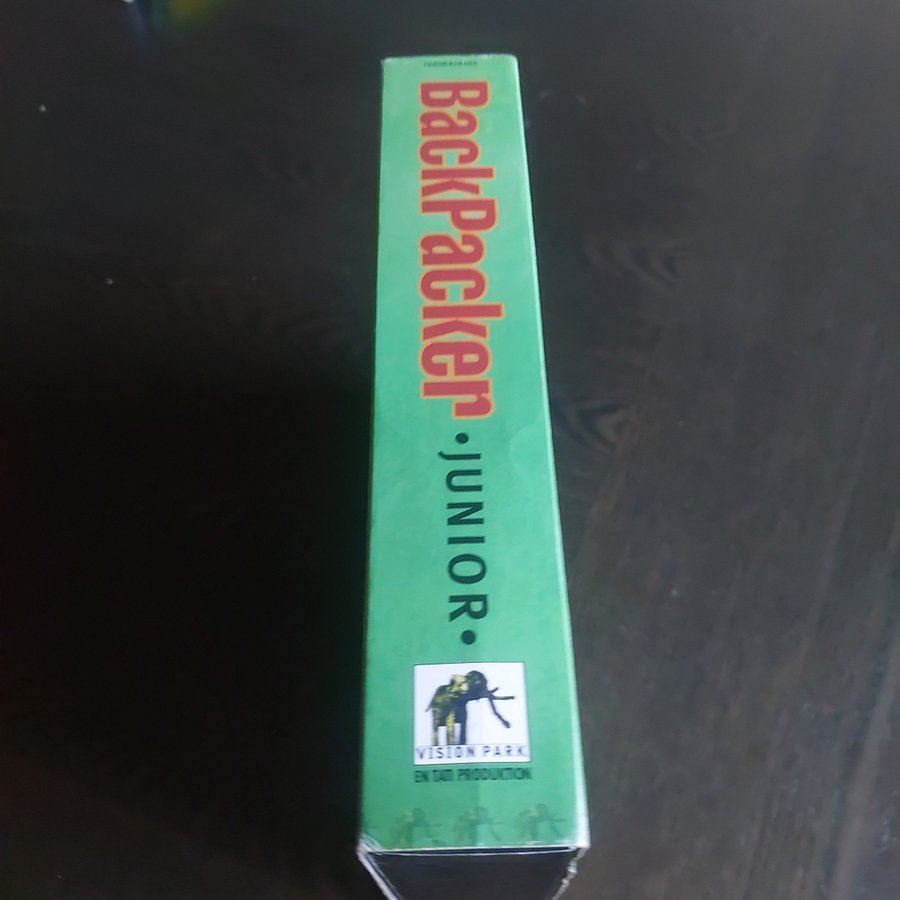 BackPacker
•JUNIOR•
VISION PARK
EN TATI PRODUKTION